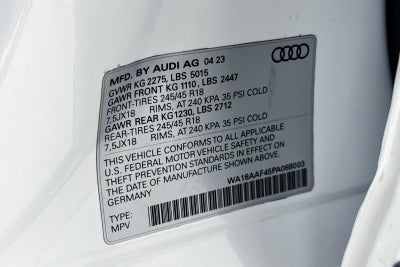 MFD. BY AUDI AG 04 23
GVWR KG 2275, LBS 5015
GAWR FRONT KG 1110, LBS 2447
FRONT-TIRES 245/45 R18
7,5JX18 RIMS, AT 240 KPA 35 PSI COLD
GAWR REAR KG1230, LBS 2712
REAR-TIRES 245/45 R18
7,5JX18 RIMS, AT 240 KPA 35 PSI COLD
THIS VEHICLE CONFORMS TO ALL APPLICABLE
U.S. FEDERAL MOTOR VEHICLE SAFETY AND
THEFT PREVENTION STANDARDS IN EFFECT ON
THE DATE OF MANUFACTURE SHOWN ABOVE.
GERMANY
WA18AAF45PA068003
TYPE:
MPV